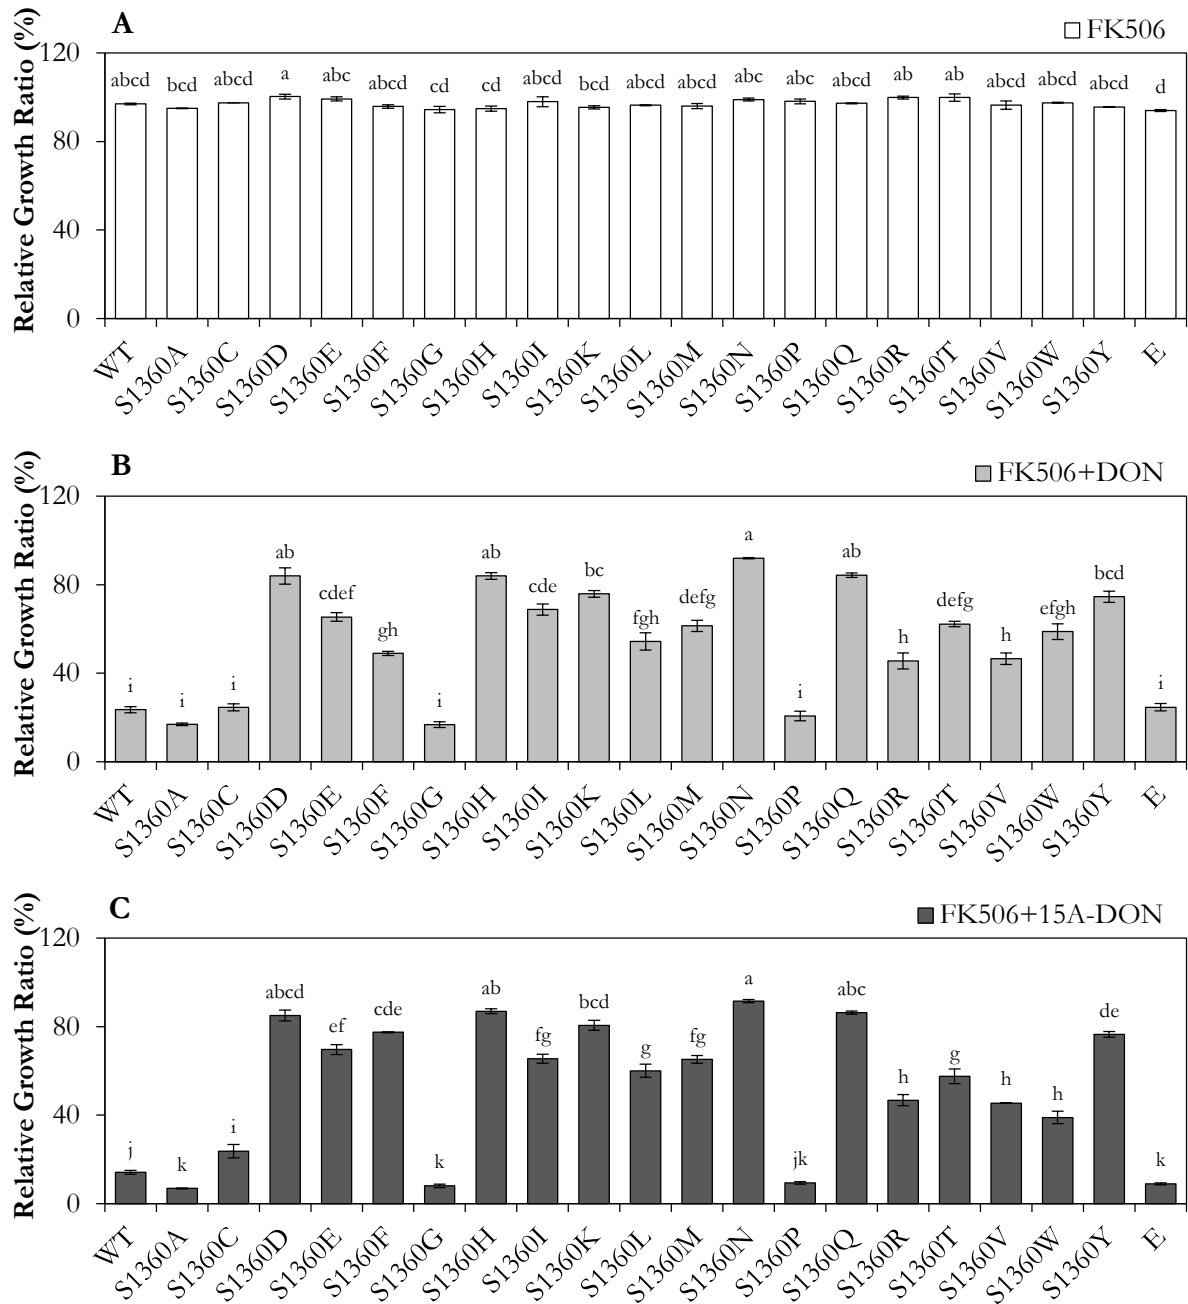 A
FK506
Relative Growth Ratio (%)
120
80
40
0
abcd bcd abcd a abc abcd cd cd abcd bcd abcd abcd abc abc abcd ab ab abcd abcd abcd d
WT S1360A S1360C S1360D S1360E S1360F S1360G S1360H S1360I S1360K S1360L S1360M S1360N S1360P S1360Q S1360R S1360T S1360V S1360W S1360Y E
B
FK506+DON
Relative Growth Ratio (%)
120
80
40
0
i i i ab cdef gh i ab cde bc fgh defg a i ab h defg h efgh bcd i
WT S1360A S1360C S1360D S1360E S1360F S1360G S1360H S1360I S1360K S1360L S1360M S1360N S1360P S1360Q S1360R S1360T S1360V S1360W S1360Y E
C
FK506+15A-DON
Relative Growth Ratio (%)
120
80
40
0
j k i abcd ef cde k ab fg bcd g fg a jk abc h g h h de k
WT S1360A S1360C S1360D S1360E S1360F S1360G S1360H S1360I S1360K S1360L S1360M S1360N S1360P S1360Q S1360R S1360T S1360V S1360W S1360Y E